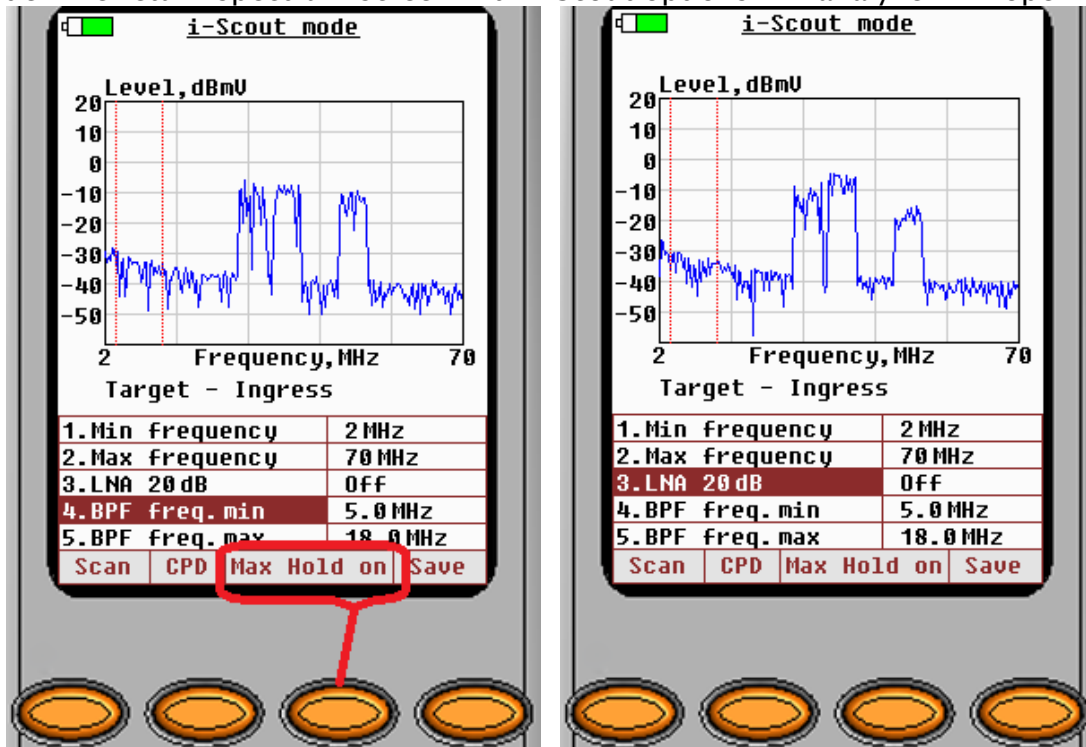 i-Scout mode
Level,dBmV
20
10
0
-10
-20
-30
-40
-50
2 Frequency,MHz 70
Target - Ingress
1.Min frequency 2 MHz
2.Max frequency 70 MHz
3.LNA 20 dB Off
4.BPF freq.min 5.0 MHz
5.BPF freq.max 18.0 MHz
Scan CPD Max Hold on Save
i-Scout mode
Level,dBmV
20
10
0
-10
-20
-30
-40
-50
2 Frequency,MHz 70
Target - Ingress
1.Min frequency 2 MHz
2.Max frequency 70 MHz
3.LNA 20 dB Off
4.BPF freq.min 5.0 MHz
5.BPF freq.max 18.0 MHz
Scan CPD Max Hold on Save